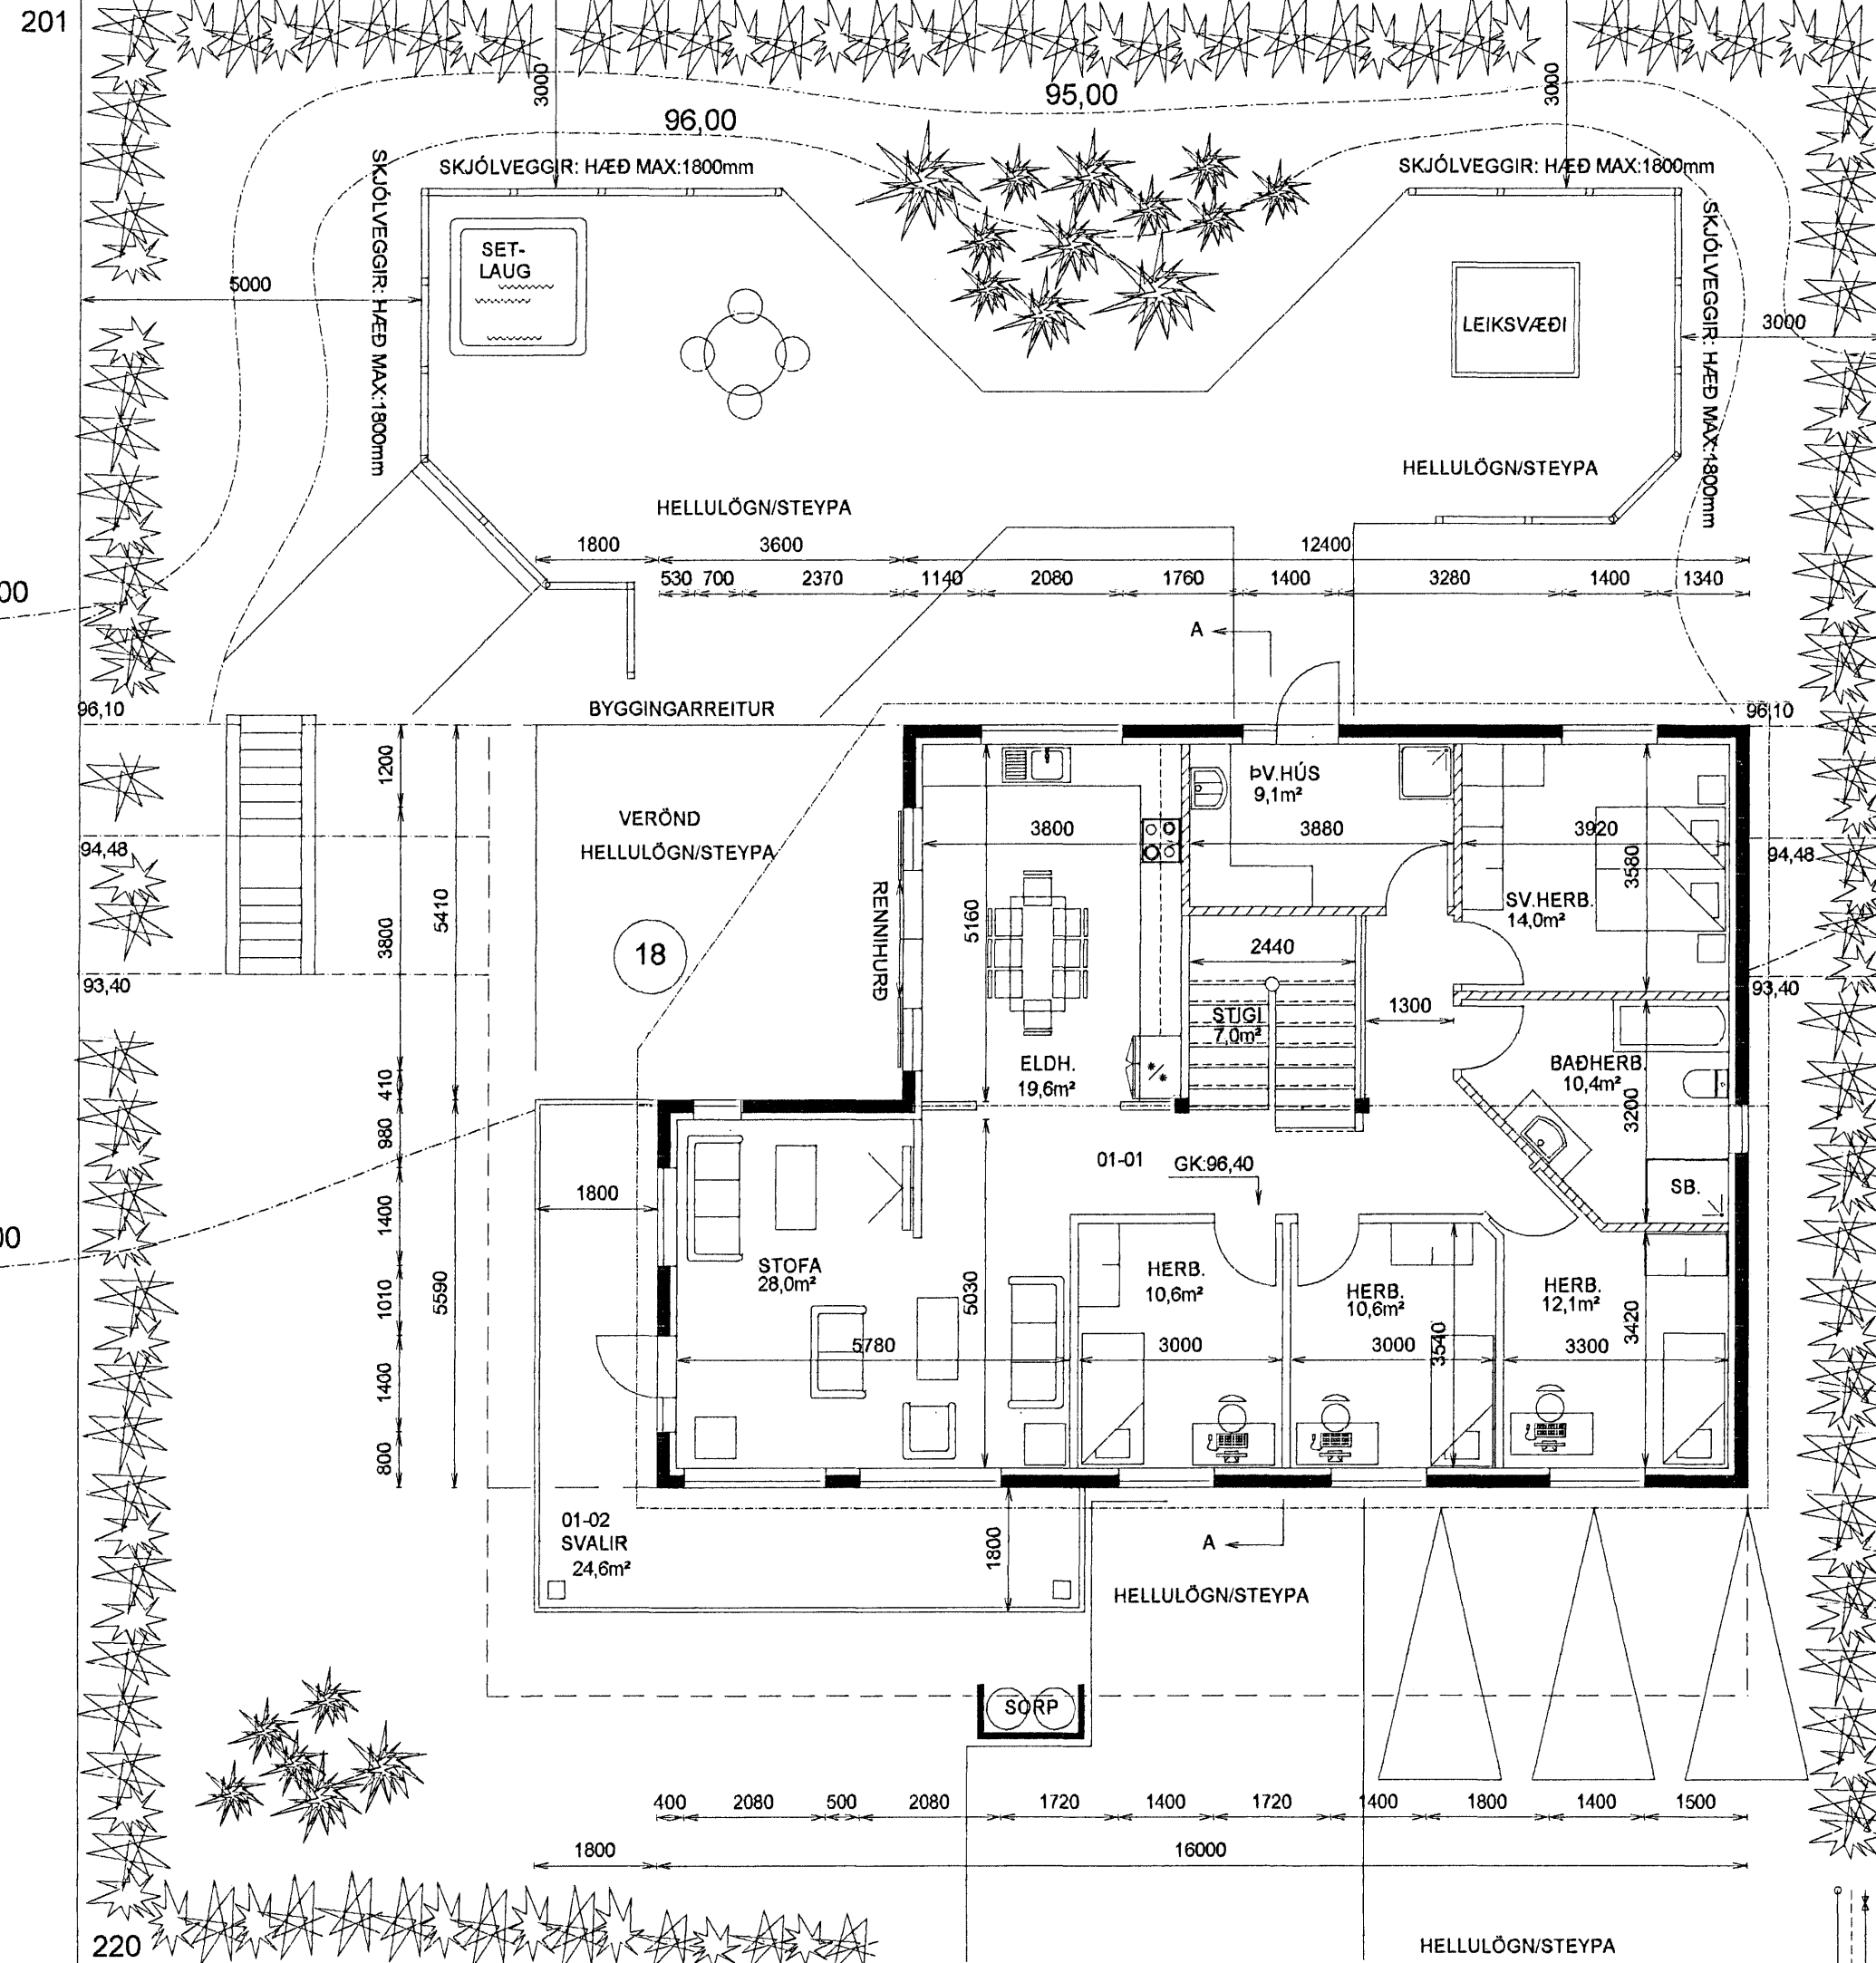 201
3000
95,00
3000
96,00
SKJÓLVEGGIR: HÆÐ MAX:1800mm
SKJÓLVEGGIR: HÆÐ MAX:1800mm
SKJÓLVEGGIR: HÆÐ MAX:1800mm
SKJÓLVEGGIR: HÆÐ MAX:1800mm
SET-
LAUG
5000
LEIKSVÆÐI
3000
HELLULÖGN/STEYPA
HELLULÖGN/STEYPA
1800
3600
12400
530
700
2370
1140
2080
1760
1400
3280
1400
1340
00
A
BYGGINGARREITUR
96,10
96,10
1200
5410
VERÖND
HELLULÖGN/STEYPA
94,48
94,48
ÞV.HÚS
9,1m²
3800
3880
3920
3580
SV.HERB.
14,0m²
RENNIHURÐ
5160
3800
18
2440
93,40
93,40
STIGI
7,0m²
1300
ELDH.
19,6m²
BAÐHERB.
10,4m²
3200
410
980
01-01
GK:96,40
SB.
1800
1400
00
STOFA
28,0m²
5590
1010
5030
HERB.
10,6m²
HERB.
10,6m²
HERB.
12,1m²
3420
5780
3000
3000
3540
3300
1400
800
01-02
SVALIR
24,6m²
1800
A
HELLULÖGN/STEYPA
SORP
400
2080
500
2080
1720
1400
1720
1400
1800
1400
1500
1800
16000
220
HELLULÖGN/STEYPA